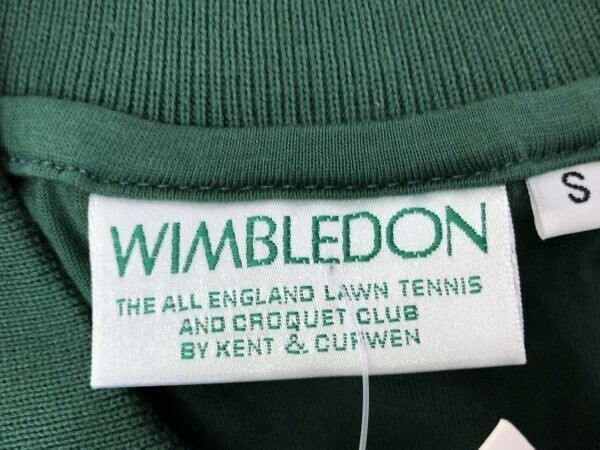 WIMBLEDON
THE ALL ENGLAND LAWN TENNIS
AND CROQUET CLUB
BY KENT & CURWEN
S